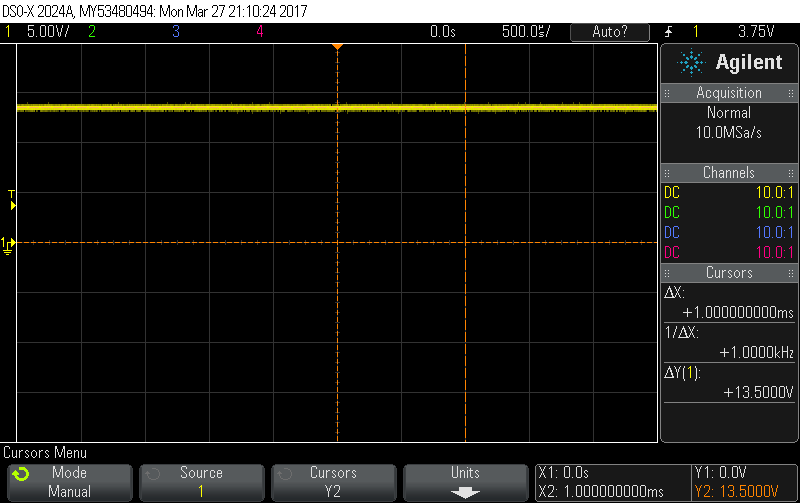 DSO-X 2024A, MY53480494: Mon Mar 27 21:10:24 2017
1 5.00V/ 2 3 4 0.0s 500.0us/ Auto? 1 3.75V
Agilent
Acquisition
Normal
10.0MSa/s
Channels
DC 10.0:1
DC 10.0:1
DC 10.0:1
DC 10.0:1
Cursors
ΔX:
+1.000000000ms
1/ΔX:
+1.0000kHz
ΔY(1):
+13.5000V
T
1
Cursors Menu
Mode
Manual
Source
1
Cursors
Y2
Units
X1: 0.0s
X2: 1.000000000ms
Y1: 0.0V
Y2: 13.5000V